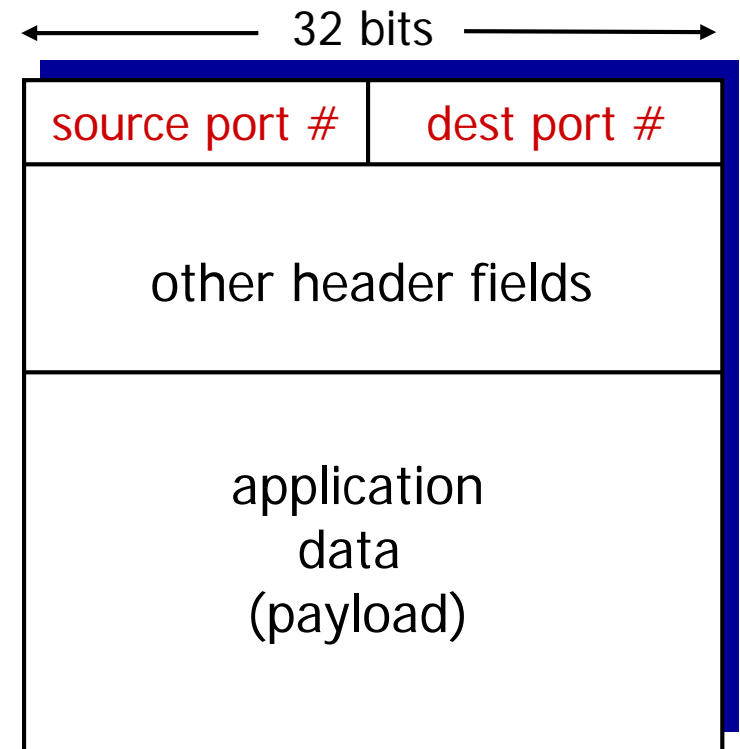 32 bits
source port # dest port #
other header fields
application
data
(payload)